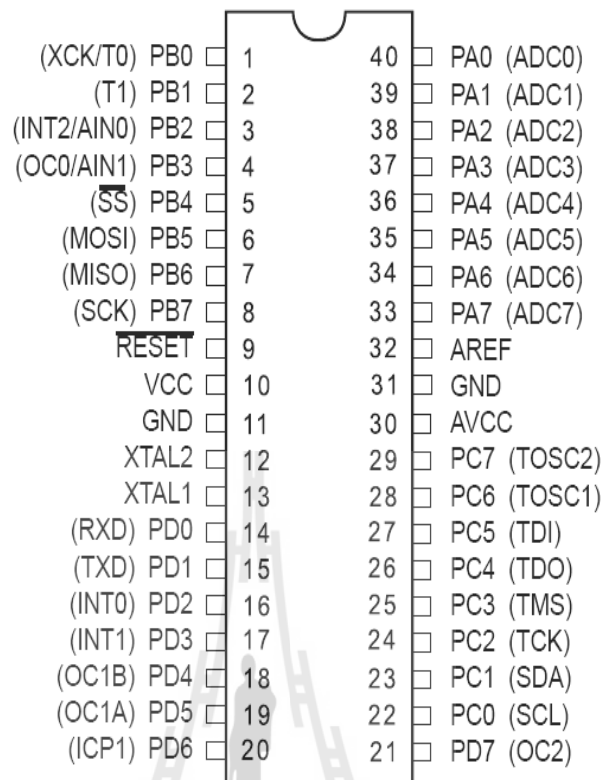 (XCK/T0) PB0 1 40 PA0 (ADC0)
(T1) PB1 2 39 PA1 (ADC1)
(INT2/AIN0) PB2 3 38 PA2 (ADC2)
(OC0/AIN1) PB3 4 37 PA3 (ADC3)
(SS) PB4 5 36 PA4 (ADC4)
(MOSI) PB5 6 35 PA5 (ADC5)
(MISO) PB6 7 34 PA6 (ADC6)
(SCK) PB7 8 33 PA7 (ADC7)
RESET 9 32 AREF
VCC 10 31 GND
GND 11 30 AVCC
XTAL2 12 29 PC7 (TOSC2)
XTAL1 13 28 PC6 (TOSC1)
(RXD) PD0 14 27 PC5 (TDI)
(TXD) PD1 15 26 PC4 (TDO)
(INT0) PD2 16 25 PC3 (TMS)
(INT1) PD3 17 24 PC2 (TCK)
(OC1B) PD4 18 23 PC1 (SDA)
(OC1A) PD5 19 22 PC0 (SCL)
(ICP1) PD6 20 21 PD7 (OC2)